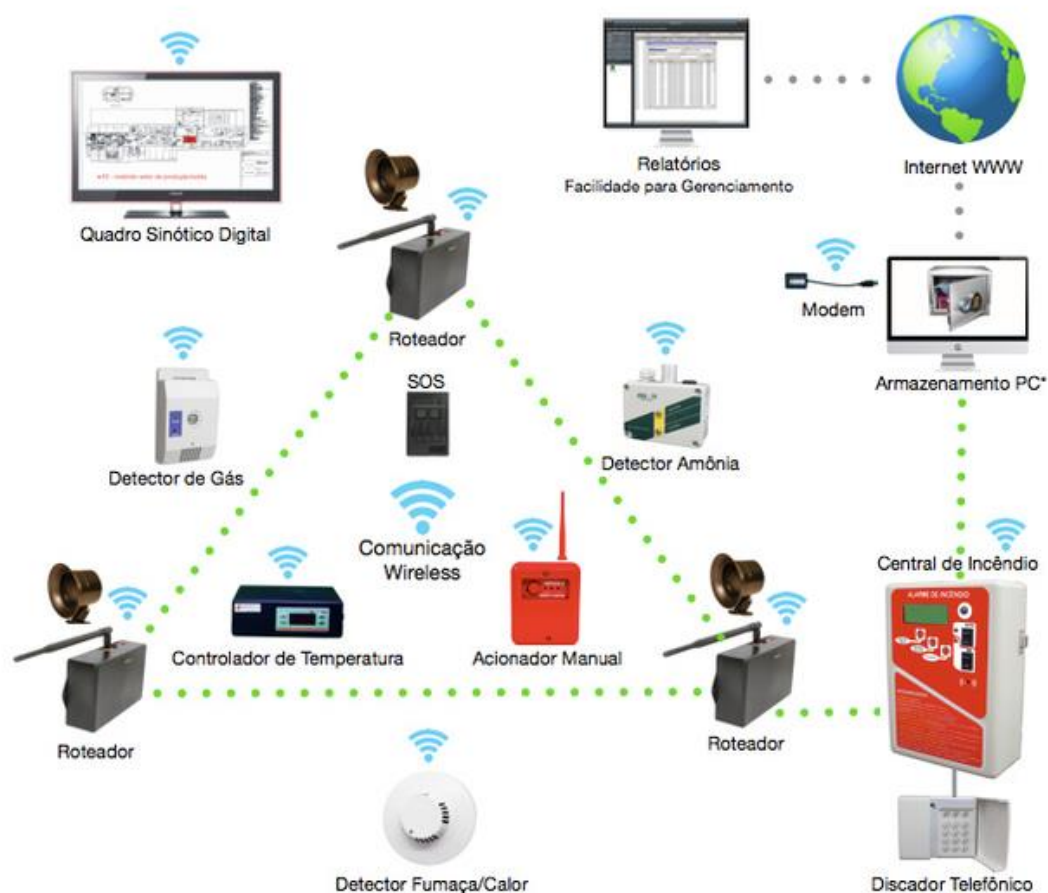 Quadro Sinótico Digital
Relatórios
Facilidade para Gerenciamento
Internet WWW
Roteador
Modem
Armazenamento PC*
SOS
Detector de Gás
Detector Amônia
Comunicação
Wireless
Central de Incêndio
ALARME DE INCÊNDIO
Controlador de Temperatura
Acionador Manual
Roteador
Roteador
Detector Fumaça/Calor
Discador Telefônico